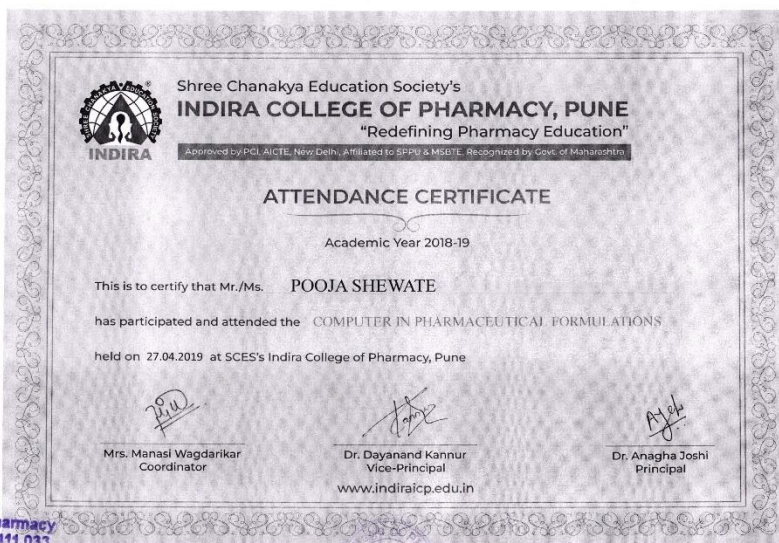 Shree Chanakya Education Society's
INDIRA COLLEGE OF PHARMACY, PUNE
"Redefining Pharmacy Education"
Approved by PCI, AICTE, New Delhi, Affiliated to SPPU & MSBTE, Recognized by Govt. of Maharashtra
SHREE CHANAKYA EDUCATION SOCIETY
INDIRA
ATTENDANCE CERTIFICATE
Academic Year 2018-19
This is to certify that Mr./Ms. POOJA SHEWATE
has participated and attended the COMPUTER IN PHARMACEUTICAL FORMULATIONS
held on 27.04.2019 at SCES's Indira College of Pharmacy, Pune
Mrs. Manasi Wagdarikar
Coordinator
Dr. Dayanand Kannur
Vice-Principal
Dr. Anagha Joshi
Principal
www.indiraicp.edu.in
armacy
411 033